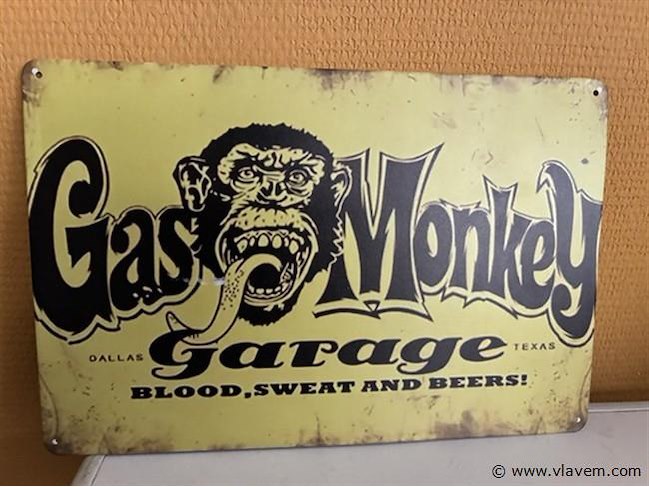 Gas Monkey
DALLAS Garage TEXAS
BLOOD, SWEAT AND BEERS!
© www.vlavem.com